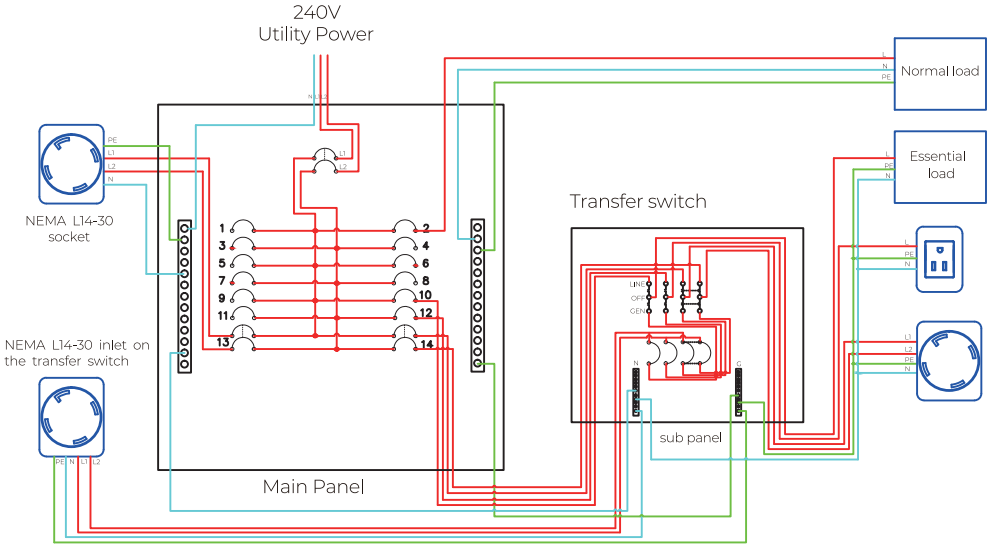 240V
Utility Power
N L1 L2
L
N
PE
Normal load
PE
L1
L2
N
NEMA L14-30
socket
L1
L2
L
PE
N
Essential
load
Transfer switch
1
2
3
4
5
6
7
8
9
10
11
12
13
14
LINE
OFF
GEN
L
PE
N
NEMA L14-30 inlet on
the transfer switch
L1
L2
PE
N
N
G
sub panel
PE N L1 L2
Main Panel